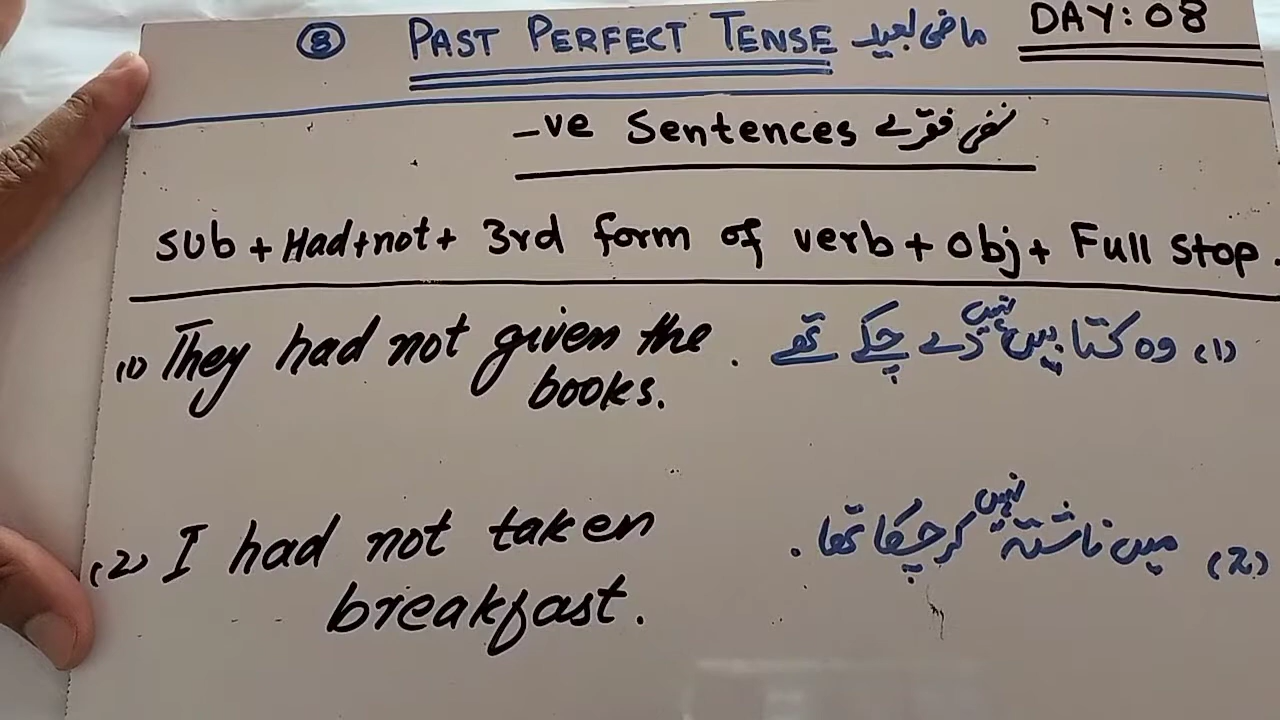 (8) PAST PERFECT TENSE ماضی بعید DAY: 08
-ve Sentences نفی فقرے
Sub + Had+not+ 3rd form of verb + Obj + Full Stop.
(1) They had not given the books.
(1) وہ کتابیں نہیں دے چکے تھے .
(2) I had not taken breakfast.
(2) میں ناشتہ نہیں کر چکا تھا .